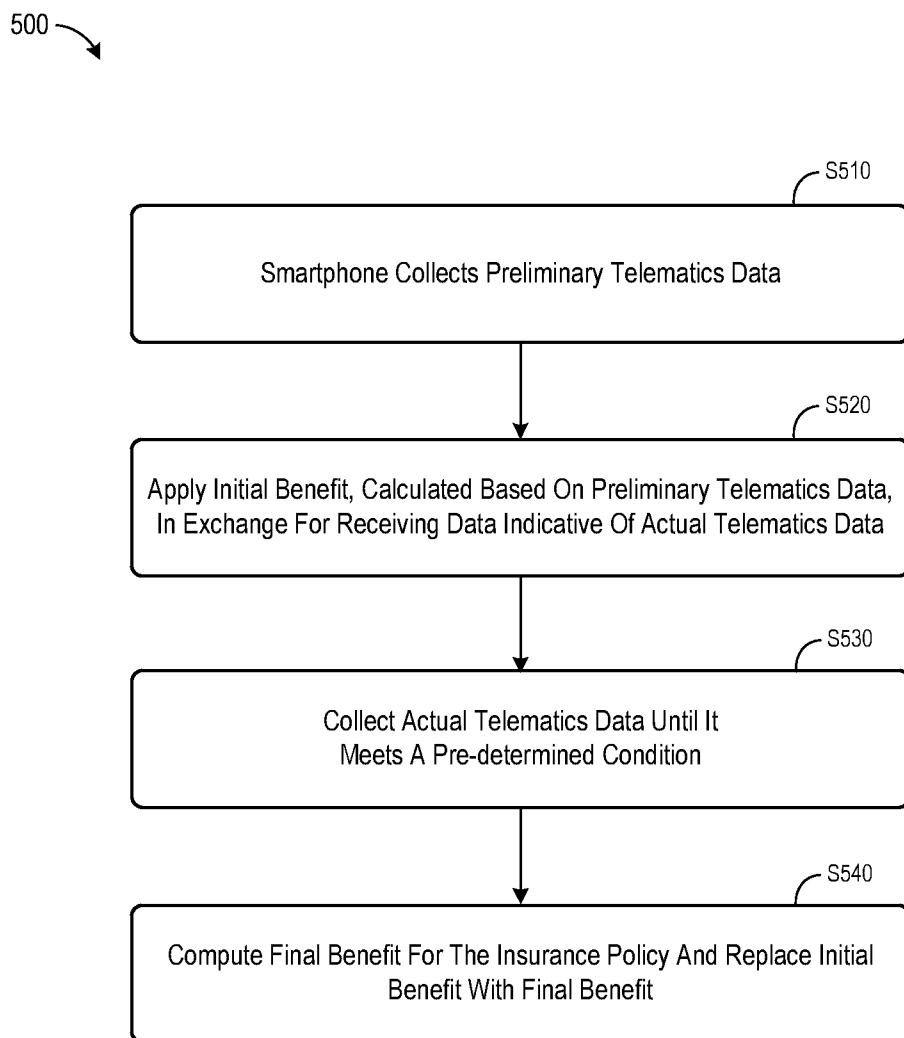 500
S510
Smartphone Collects Preliminary Telematics Data
S520
Apply Initial Benefit, Calculated Based On Preliminary Telematics Data,
In Exchange For Receiving Data Indicative Of Actual Telematics Data
S530
Collect Actual Telematics Data Until It
Meets A Pre-determined Condition
S540
Compute Final Benefit For The Insurance Policy And Replace Initial
Benefit With Final Benefit